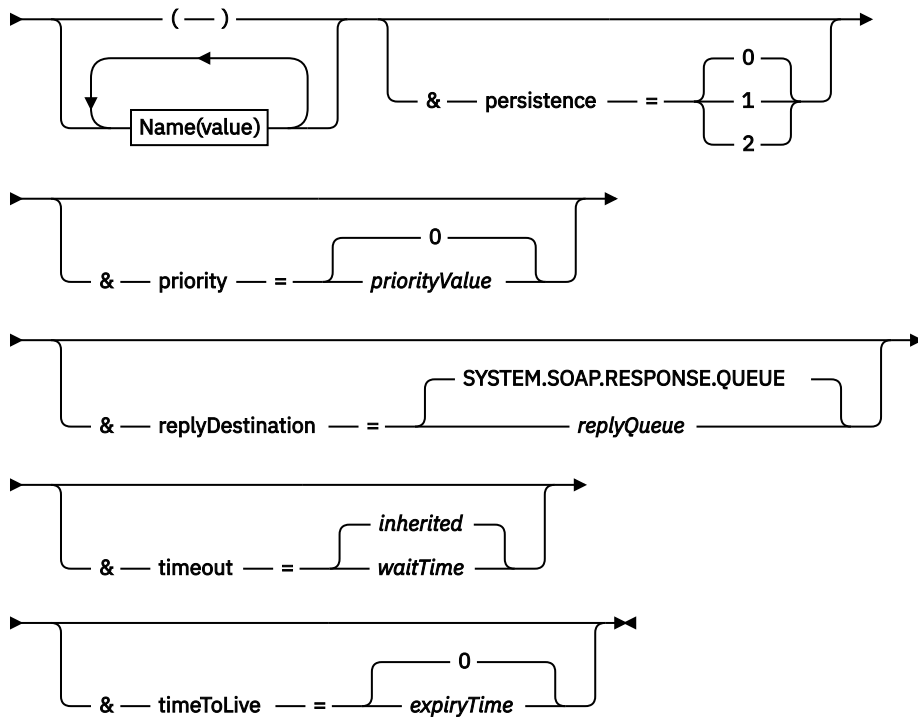 ( )
Name(value)
0
& persistence = 1
2
0
& priority = priorityValue
SYSTEM.SOAP.RESPONSE.QUEUE
& replyDestination = replyQueue
inherited
& timeout = waitTime
0
& timeToLive = expiryTime